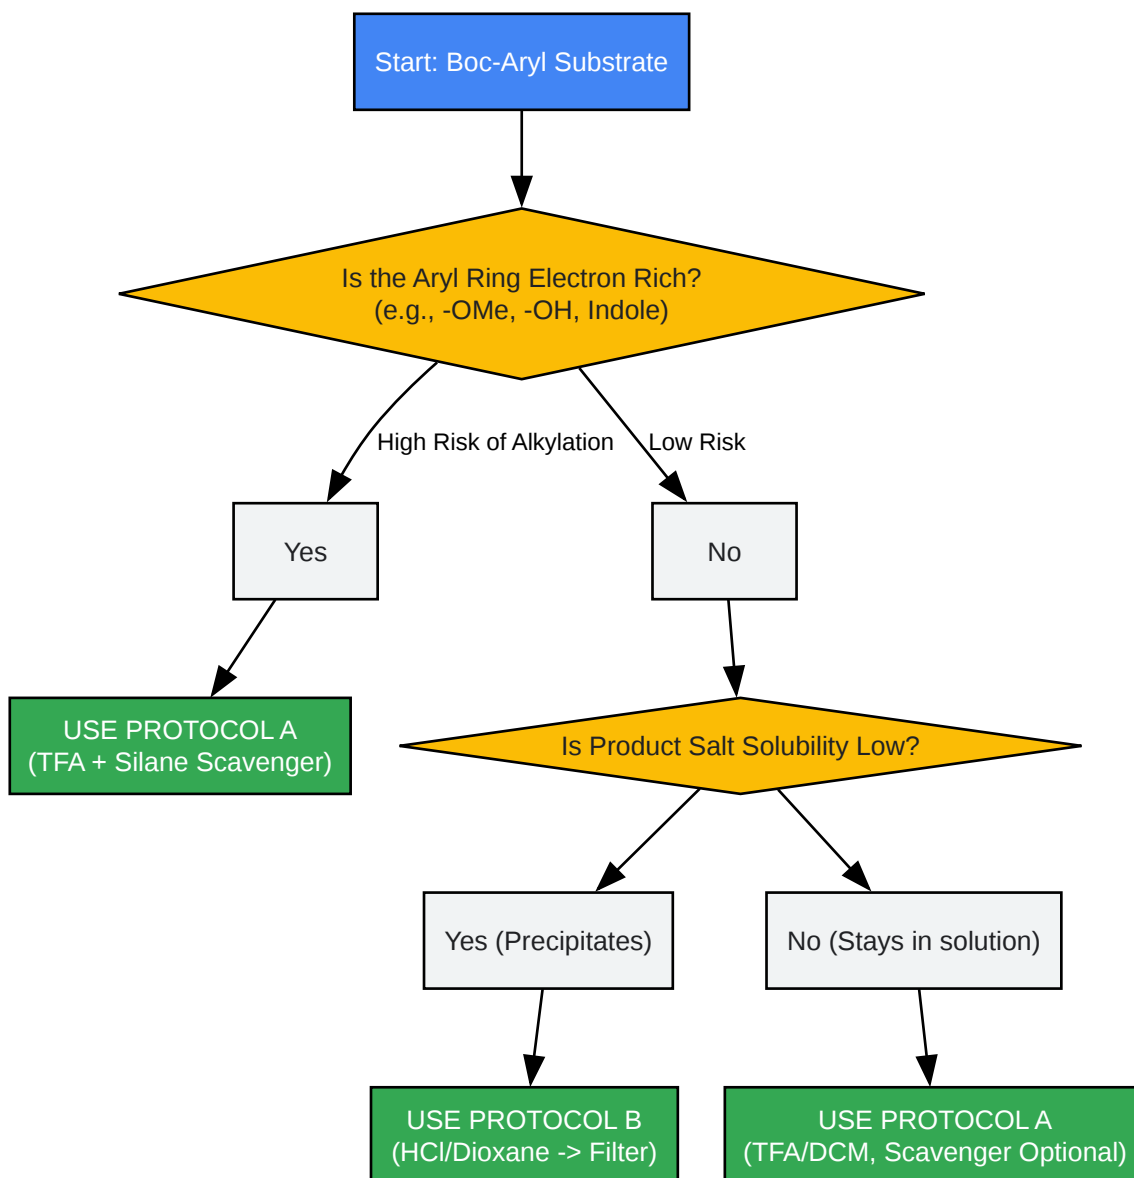 Start: Boc-Aryl Substrate
Is the Aryl Ring Electron Rich?
(e.g., -OMe, -OH, Indole)
High Risk of Alkylation
Low Risk
Yes
No
USE PROTOCOL A
(TFA + Silane Scavenger)
Is Product Salt Solubility Low?
Yes (Precipitates)
No (Stays in solution)
USE PROTOCOL B
(HCl/Dioxane -> Filter)
USE PROTOCOL A
(TFA/DCM, Scavenger Optional)